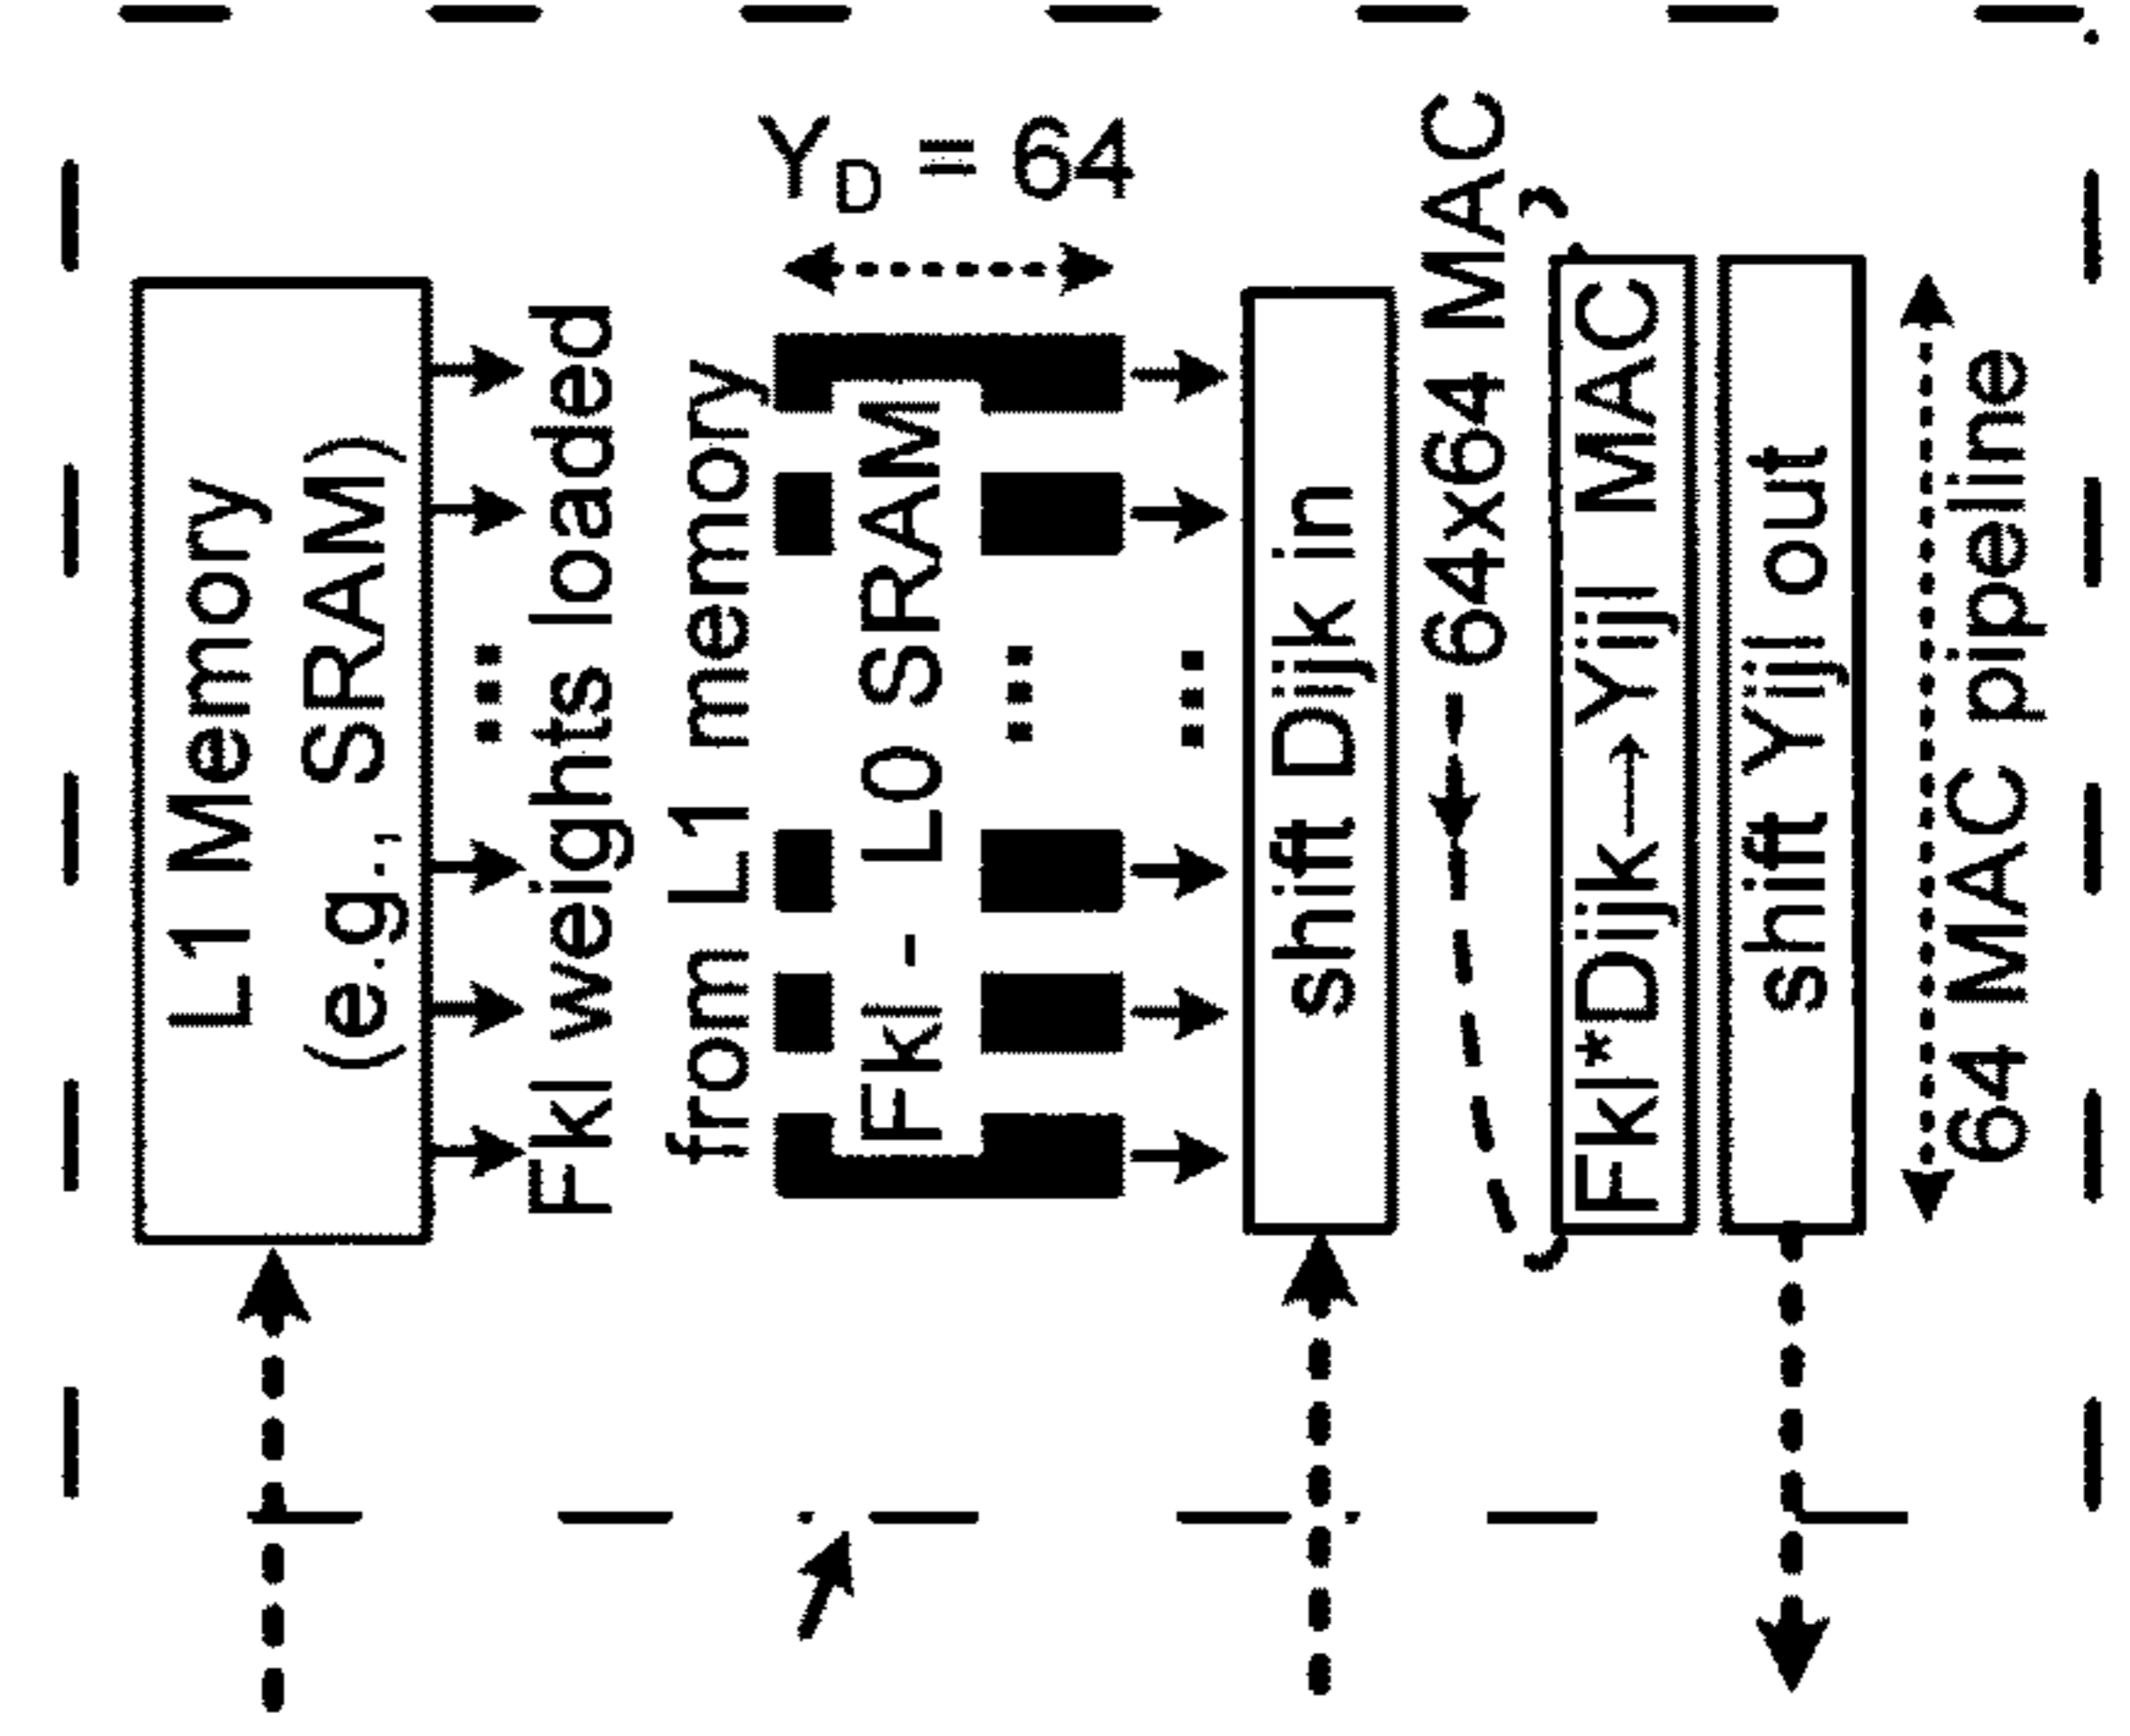 L1 Memory
(e.g., SRAM)
Fkl weights loaded
from L1 memory
Fkl - L0 SRAM
Y_D = 64
shift Dijk in
64x64 MAC
Fkl*Dijk⟷Yijl MAC
shift Yijl out
64 MAC pipeline